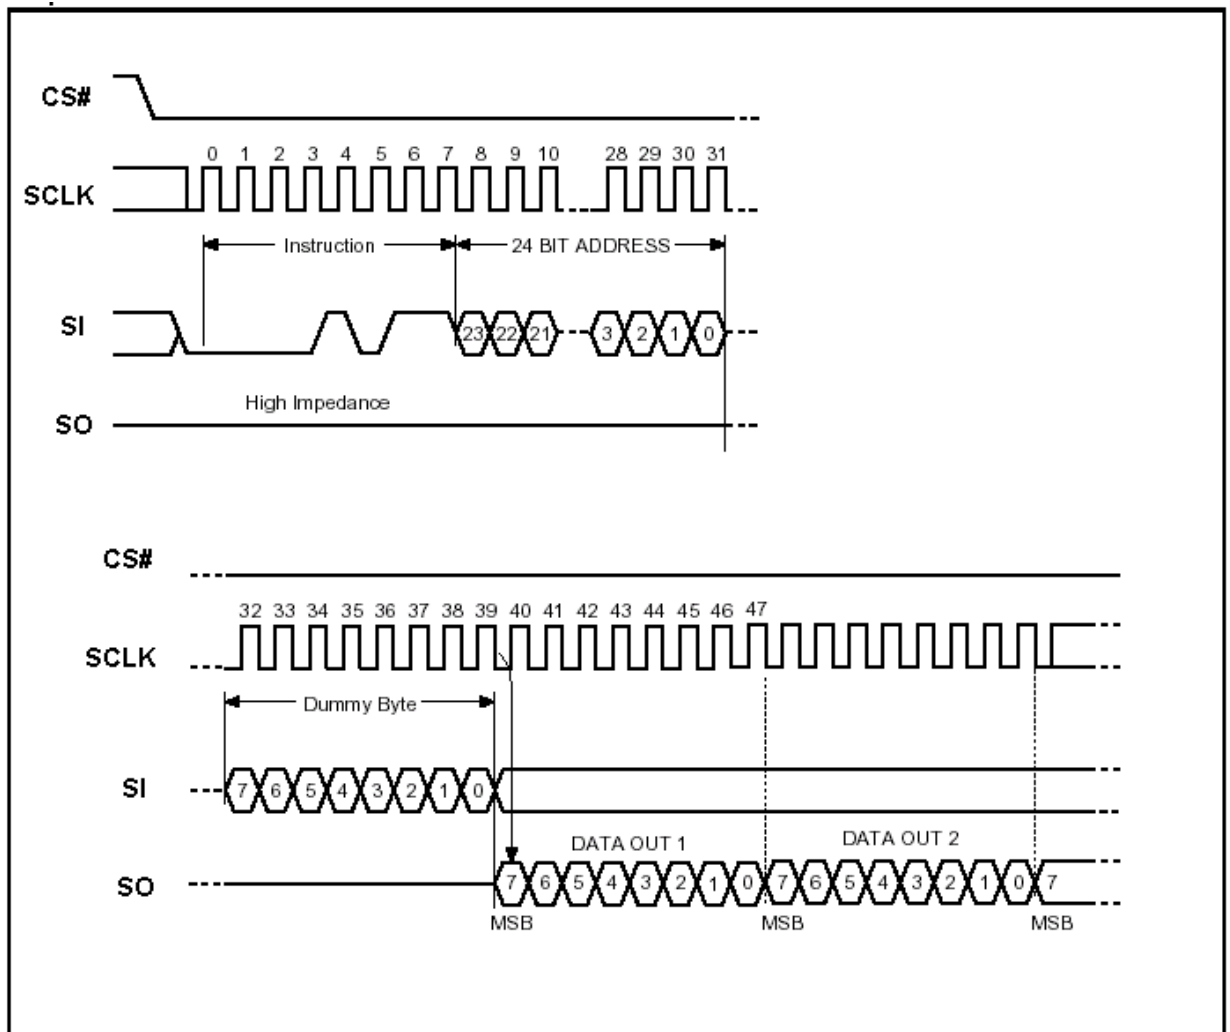 CS#
0 1 2 3 4 5 6 7 8 9 10 28 29 30 31
SCLK
Instruction 24 BIT ADDRESS
SI
23 22 21 3 2 1 0
High Impedance
SO
CS#
32 33 34 35 36 37 38 39 40 41 42 43 44 45 46 47
SCLK
Dummy Byte
SI
7 6 5 4 3 2 1 0
DATA OUT 1 DATA OUT 2
SO
7 6 5 4 3 2 1 0 7 6 5 4 3 2 1 0 7
MSB MSB MSB